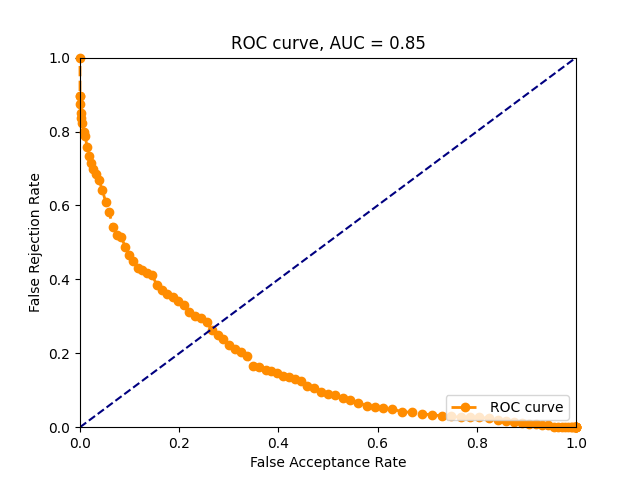 ROC curve, AUC = 0.85
1.0
0.8
0.6
0.4
0.2
0.0
False Rejection Rate
ROC curve
0.0 0.2 0.4 0.6 0.8 1.0
False Acceptance Rate